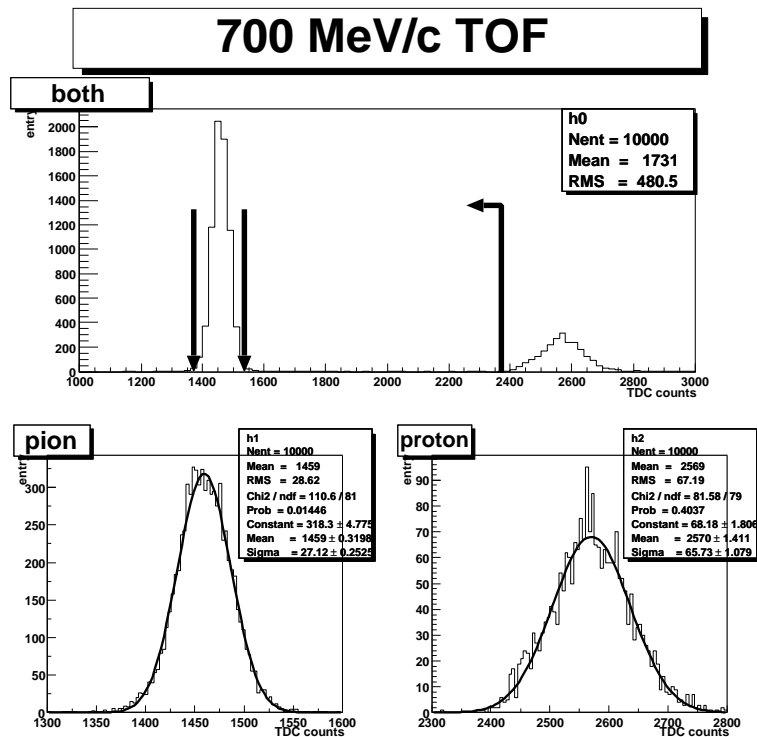 700 MeV/c TOF
both
entry
h0
Nent = 10000
Mean = 1731
RMS = 480.5
2000
1800
1600
1400
1200
1000
800
600
400
200
0
1000 1200 1400 1600 1800 2000 2200 2400 2600 2800 3000
TDC counts
pion
entry
h1
Nent = 10000
Mean = 1459
RMS = 28.62
Chi2 / ndf = 110.6 / 81
Prob = 0.01446
Constant = 318.3 ± 4.775
Mean = 1459 ± 0.3198
Sigma = 27.12 ± 0.2525
300
250
200
150
100
50
0
1300 1350 1400 1450 1500 1550 1600
TDC counts
proton
entry
h2
Nent = 10000
Mean = 2569
RMS = 67.19
Chi2 / ndf = 81.58 / 79
Prob = 0.4037
Constant = 68.18 ± 1.806
Mean = 2570 ± 1.411
Sigma = 65.73 ± 1.079
90
80
70
60
50
40
30
20
10
0
2300 2400 2500 2600 2700 2800
TDC counts